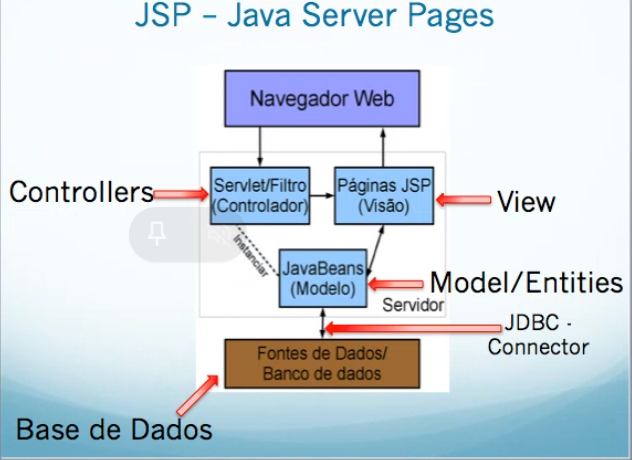 JSP – Java Server Pages
Navegador Web
Controllers
Servlet/Filtro
(Controlador)
Páginas JSP
(Visão)
View
Instanciar
JavaBeans
(Modelo)
Model/Entities
Servidor
JDBC -
Connector
Fontes de Dados/
Banco de dados
Base de Dados